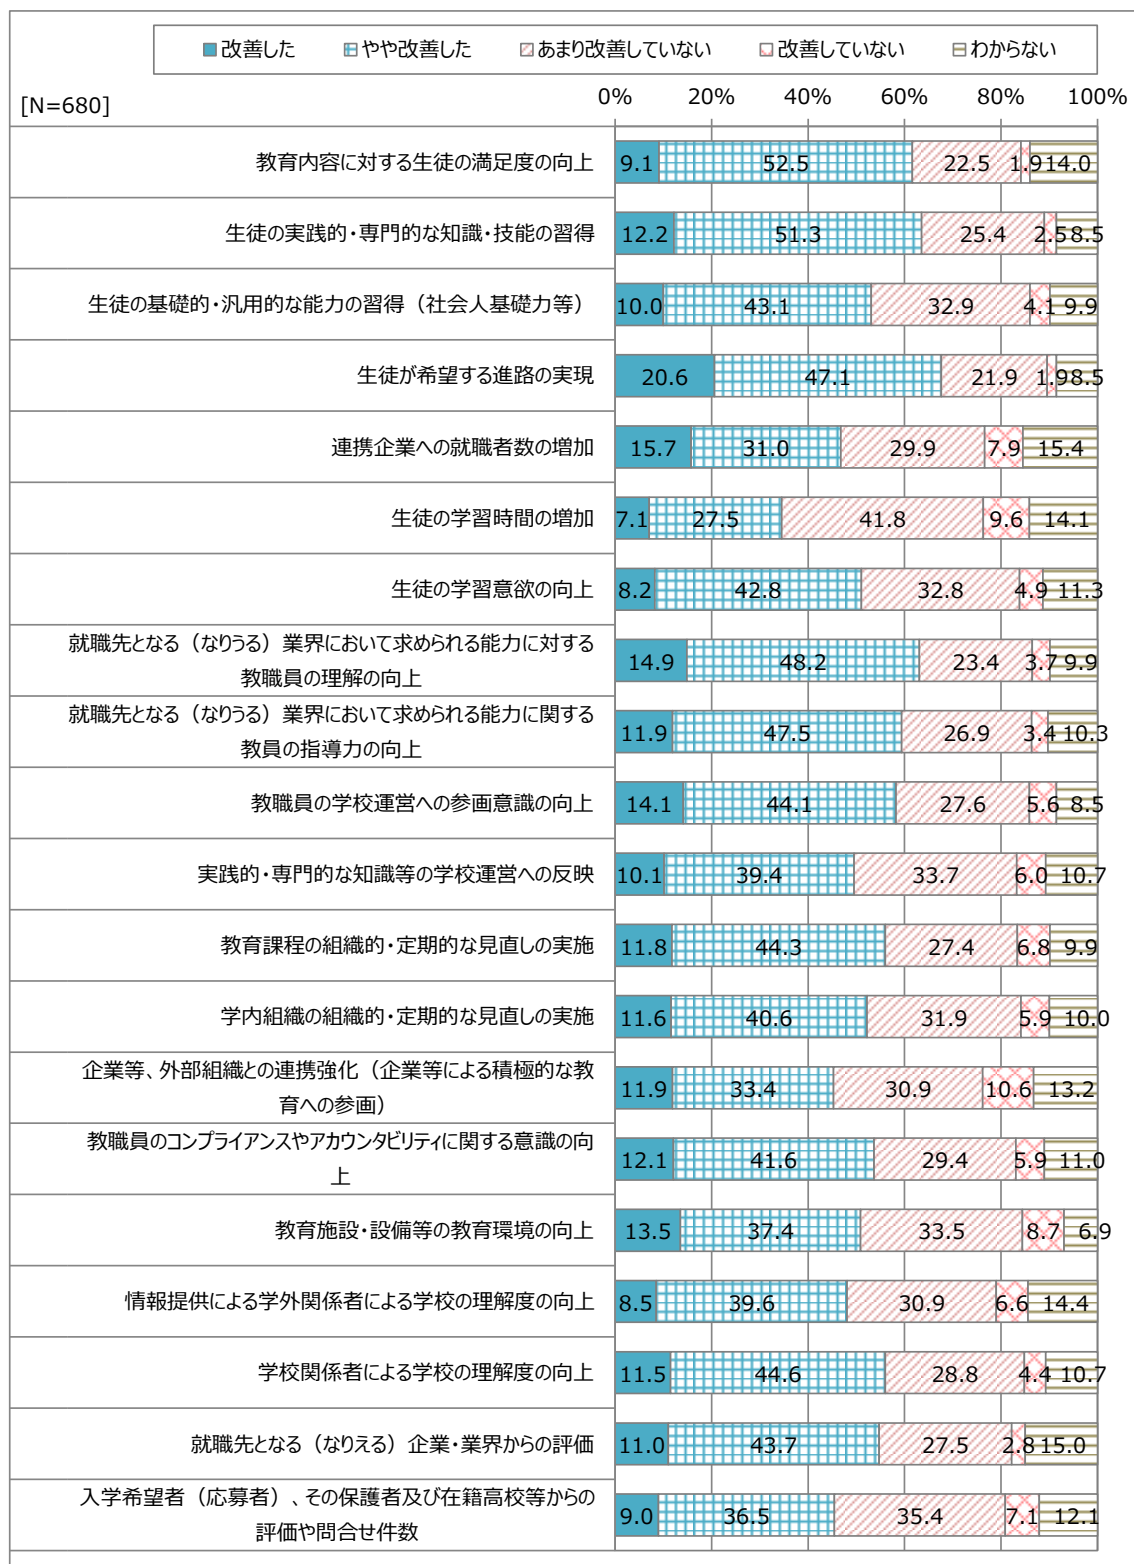 改善した やや改善した あまり改善していない 改善していない わからない
[N=680]
0% 20% 40% 60% 80% 100%
教育内容に対する生徒の満足度の向上 9.1 52.5 22.5 1.9 14.0
生徒の実践的・専門的な知識・技能の習得 12.2 51.3 25.4 2.5 8.5
生徒の基礎的・汎用的な能力の習得（社会人基礎力等） 10.0 43.1 32.9 4.1 9.9
生徒が希望する進路の実現 20.6 47.1 21.9 1.9 8.5
連携企業への就職者数の増加 15.7 31.0 29.9 7.9 15.4
生徒の学習時間の増加 7.1 27.5 41.8 9.6 14.1
生徒の学習意欲の向上 8.2 42.8 32.8 4.9 11.3
就職先となる（なりうる）業界において求められる能力に対する
教職員の理解の向上 14.9 48.2 23.4 3.7 9.9
就職先となる（なりうる）業界において求められる能力に関する
教員の指導力の向上 11.9 47.5 26.9 3.4 10.3
教職員の学校運営への参画意識の向上 14.1 44.1 27.6 5.6 8.5
実践的・専門的な知識等の学校運営への反映 10.1 39.4 33.7 6.0 10.7
教育課程の組織的・定期的な見直しの実施 11.8 44.3 27.4 6.8 9.9
学内組織の組織的・定期的な見直しの実施 11.6 40.6 31.9 5.9 10.0
企業等、外部組織との連携強化（企業等による積極的な教
育への参画） 11.9 33.4 30.9 10.6 13.2
教職員のコンプライアンスやアカウンタビリティに関する意識の向
上 12.1 41.6 29.4 5.9 11.0
教育施設・設備等の教育環境の向上 13.5 37.4 33.5 8.7 6.9
情報提供による学外関係者による学校の理解度の向上 8.5 39.6 30.9 6.6 14.4
学校関係者による学校の理解度の向上 11.5 44.6 28.8 4.4 10.7
就職先となる（なりえる）企業・業界からの評価 11.0 43.7 27.5 2.8 15.0
入学希望者（応募者）、その保護者及び在籍高校等からの
評価や問合せ件数 9.0 36.5 35.4 7.1 12.1